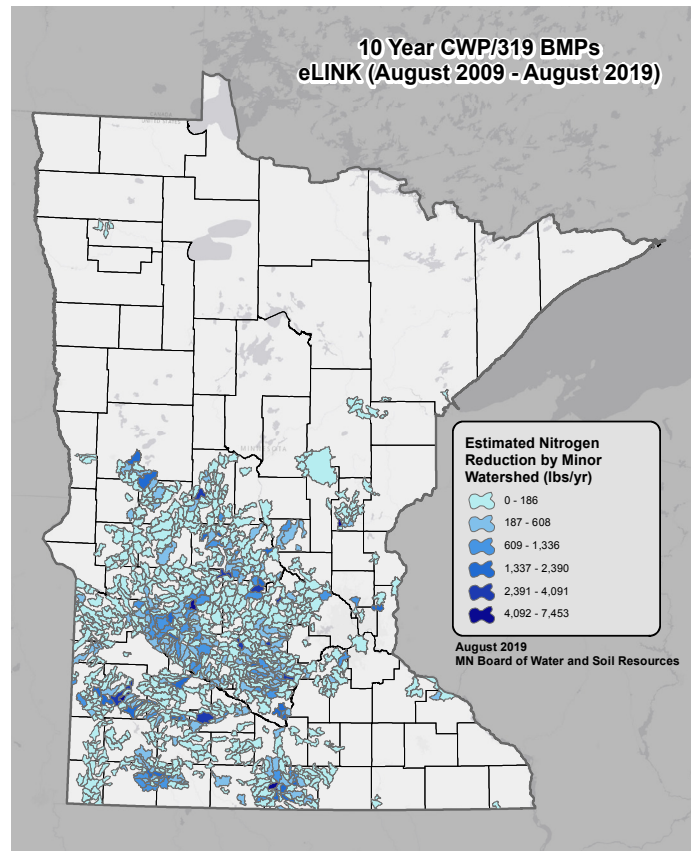 10 Year CWP/319 BMPs
eLINK (August 2009 - August 2019)
MINNESOTA
Estimated Nitrogen
Reduction by Minor
Watershed (lbs/yr)
0 - 186
187 - 608
609 - 1,336
1,337 - 2,390
2,391 - 4,091
4,092 - 7,453
August 2019
MN Board of Water and Soil Resources